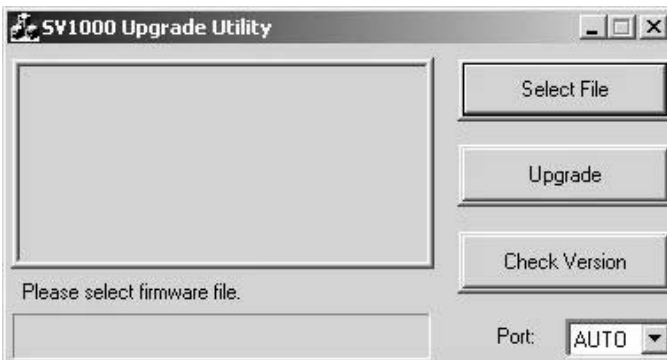 SV1000 Upgrade Utility
Select File
Upgrade
Check Version
Please select firmware file.
Port: AUTO